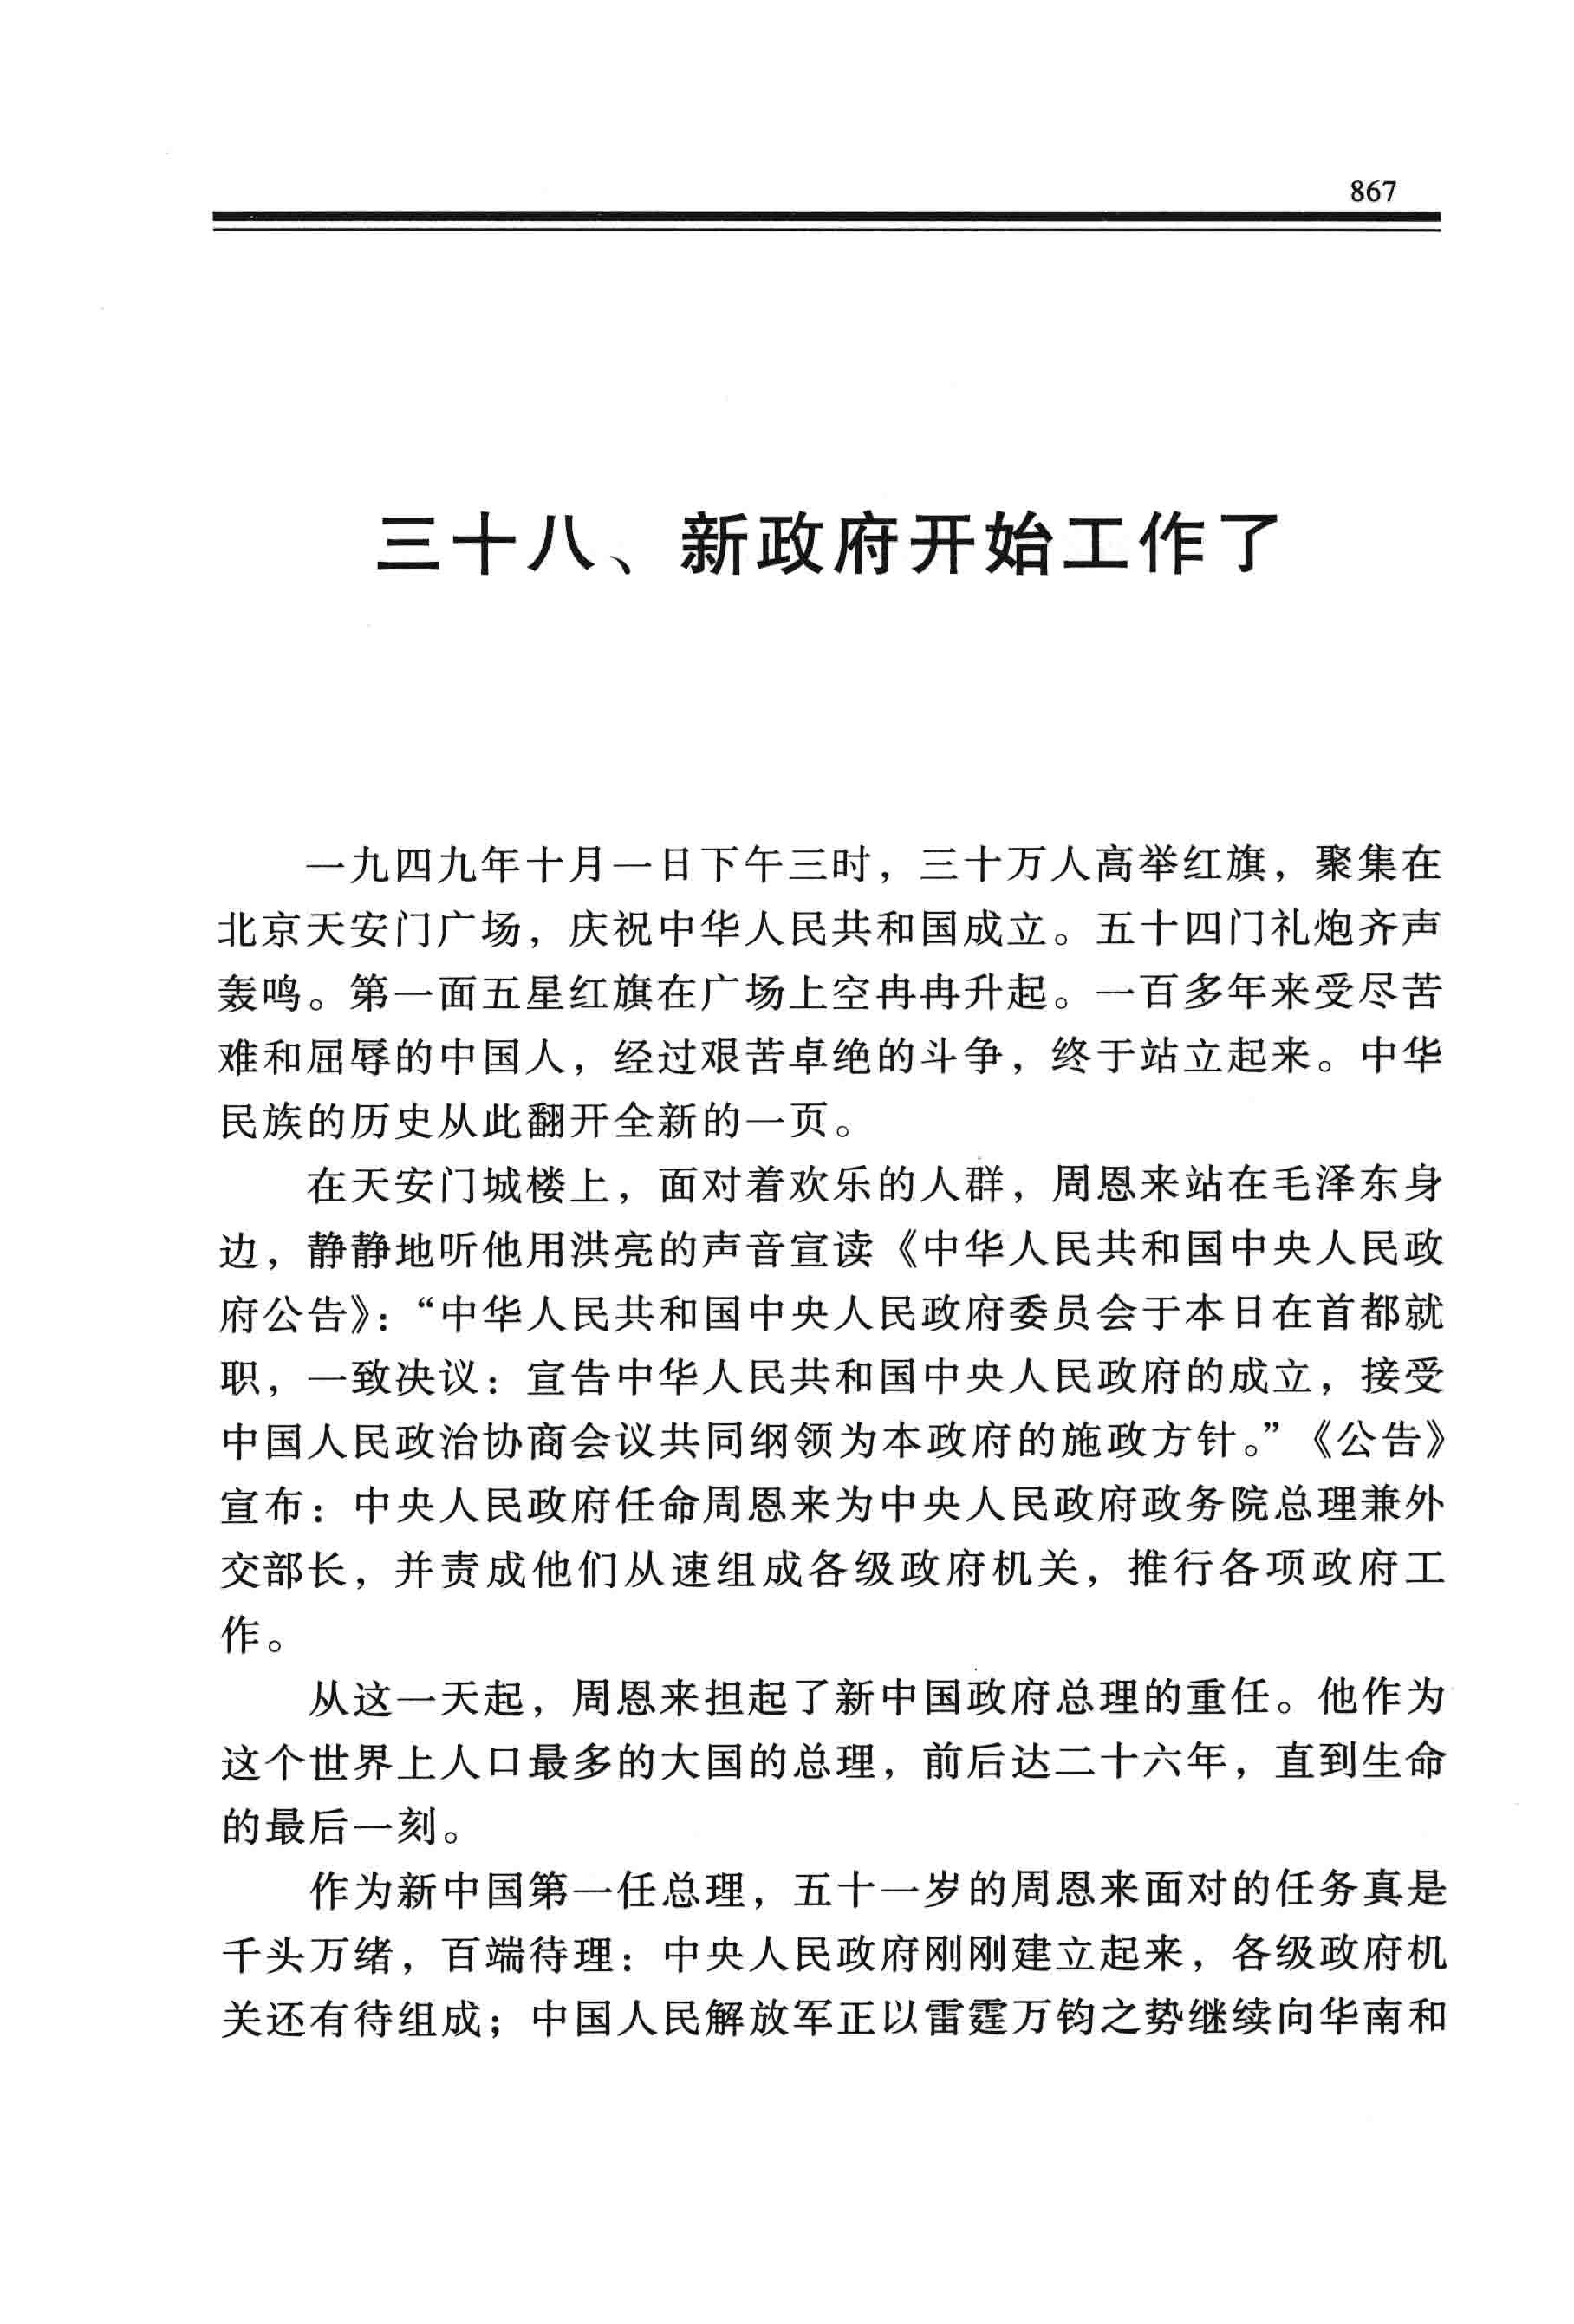 867
三十八、新政府开始工作了
一九四九年十月一日下午三时，三十万人高举红旗，聚集在
北京天安门广场，庆祝中华人民共和国成立。五十四门礼炮齐声
轰鸣。第一面五星红旗在广场上空冉冉升起。一百多年来受尽苦
难和屈辱的中国人，经过艰苦卓绝的斗争，终于站立起来。中华
民族的历史从此翻开全新的一页。
在天安门城楼上，面对着欢乐的人群，周恩来站在毛泽东身
边，静静地听他用洪亮的声音宣读《中华人民共和国中央人民政
府公告》：“中华人民共和国中央人民政府委员会于本日在首都就
职，一致决议：宣告中华人民共和国中央人民政府的成立，接受
中国人民政治协商会议共同纲领为本政府的施政方针。”《公告》
宣布：中央人民政府任命周恩来为中央人民政府政务院总理兼外
交部长，并责成他们从速组成各级政府机关，推行各项政府工
作。
从这一天起，周恩来担起了新中国政府总理的重任。他作为
这个世界上人口最多的大国的总理，前后达二十六年，直到生命
的最后一刻。
作为新中国第一任总理，五十一岁的周恩来面对的任务真是
千头万绪，百端待理：中央人民政府刚刚建立起来，各级政府机
关还有待组成；中国人民解放军正以雷霆万钧之势继续向华南和